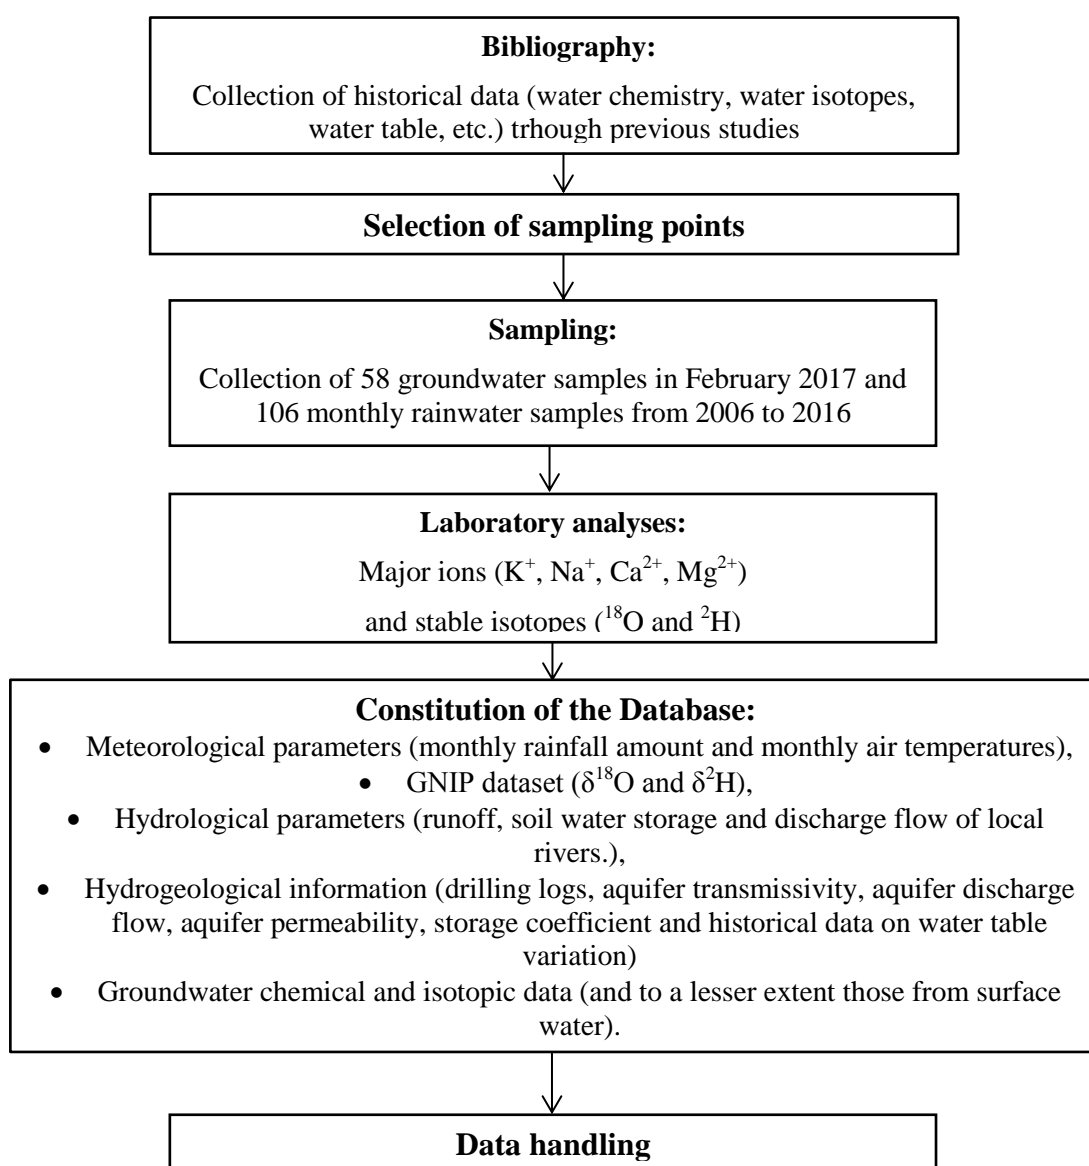 Bibliography:
Collection of historical data (water chemistry, water isotopes,
water table, etc.) trhough previous studies
Selection of sampling points
Sampling:
Collection of 58 groundwater samples in February 2017 and
106 monthly rainwater samples from 2006 to 2016
Laboratory analyses:
Major ions (K⁺, Na⁺, Ca²⁺, Mg²⁺)
and stable isotopes (¹⁸O and ²H)
Constitution of the Database:
• Meteorological parameters (monthly rainfall amount and monthly air temperatures),
• GNIP dataset (δ¹⁸O and δ²H),
• Hydrological parameters (runoff, soil water storage and discharge flow of local
rivers.),
• Hydrogeological information (drilling logs, aquifer transmissivity, aquifer discharge
flow, aquifer permeability, storage coefficient and historical data on water table
variation)
• Groundwater chemical and isotopic data (and to a lesser extent those from surface
water).
Data handling